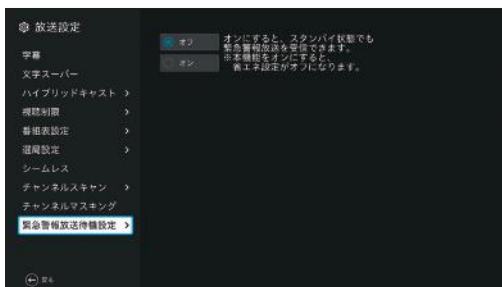 放送設定
字幕
文字スーパー
ハイブリッドキャスト
視聴制限
番組表設定
選局設定
シームレス
チャンネルスキャン
チャンネルマスキング
緊急警報放送待機設定
オフ
オン
オンにすると、スタンバイ状態でも
緊急警報放送を受信できます。
※本機能をオンにすると、
省エネ設定がオフになります。
戻る